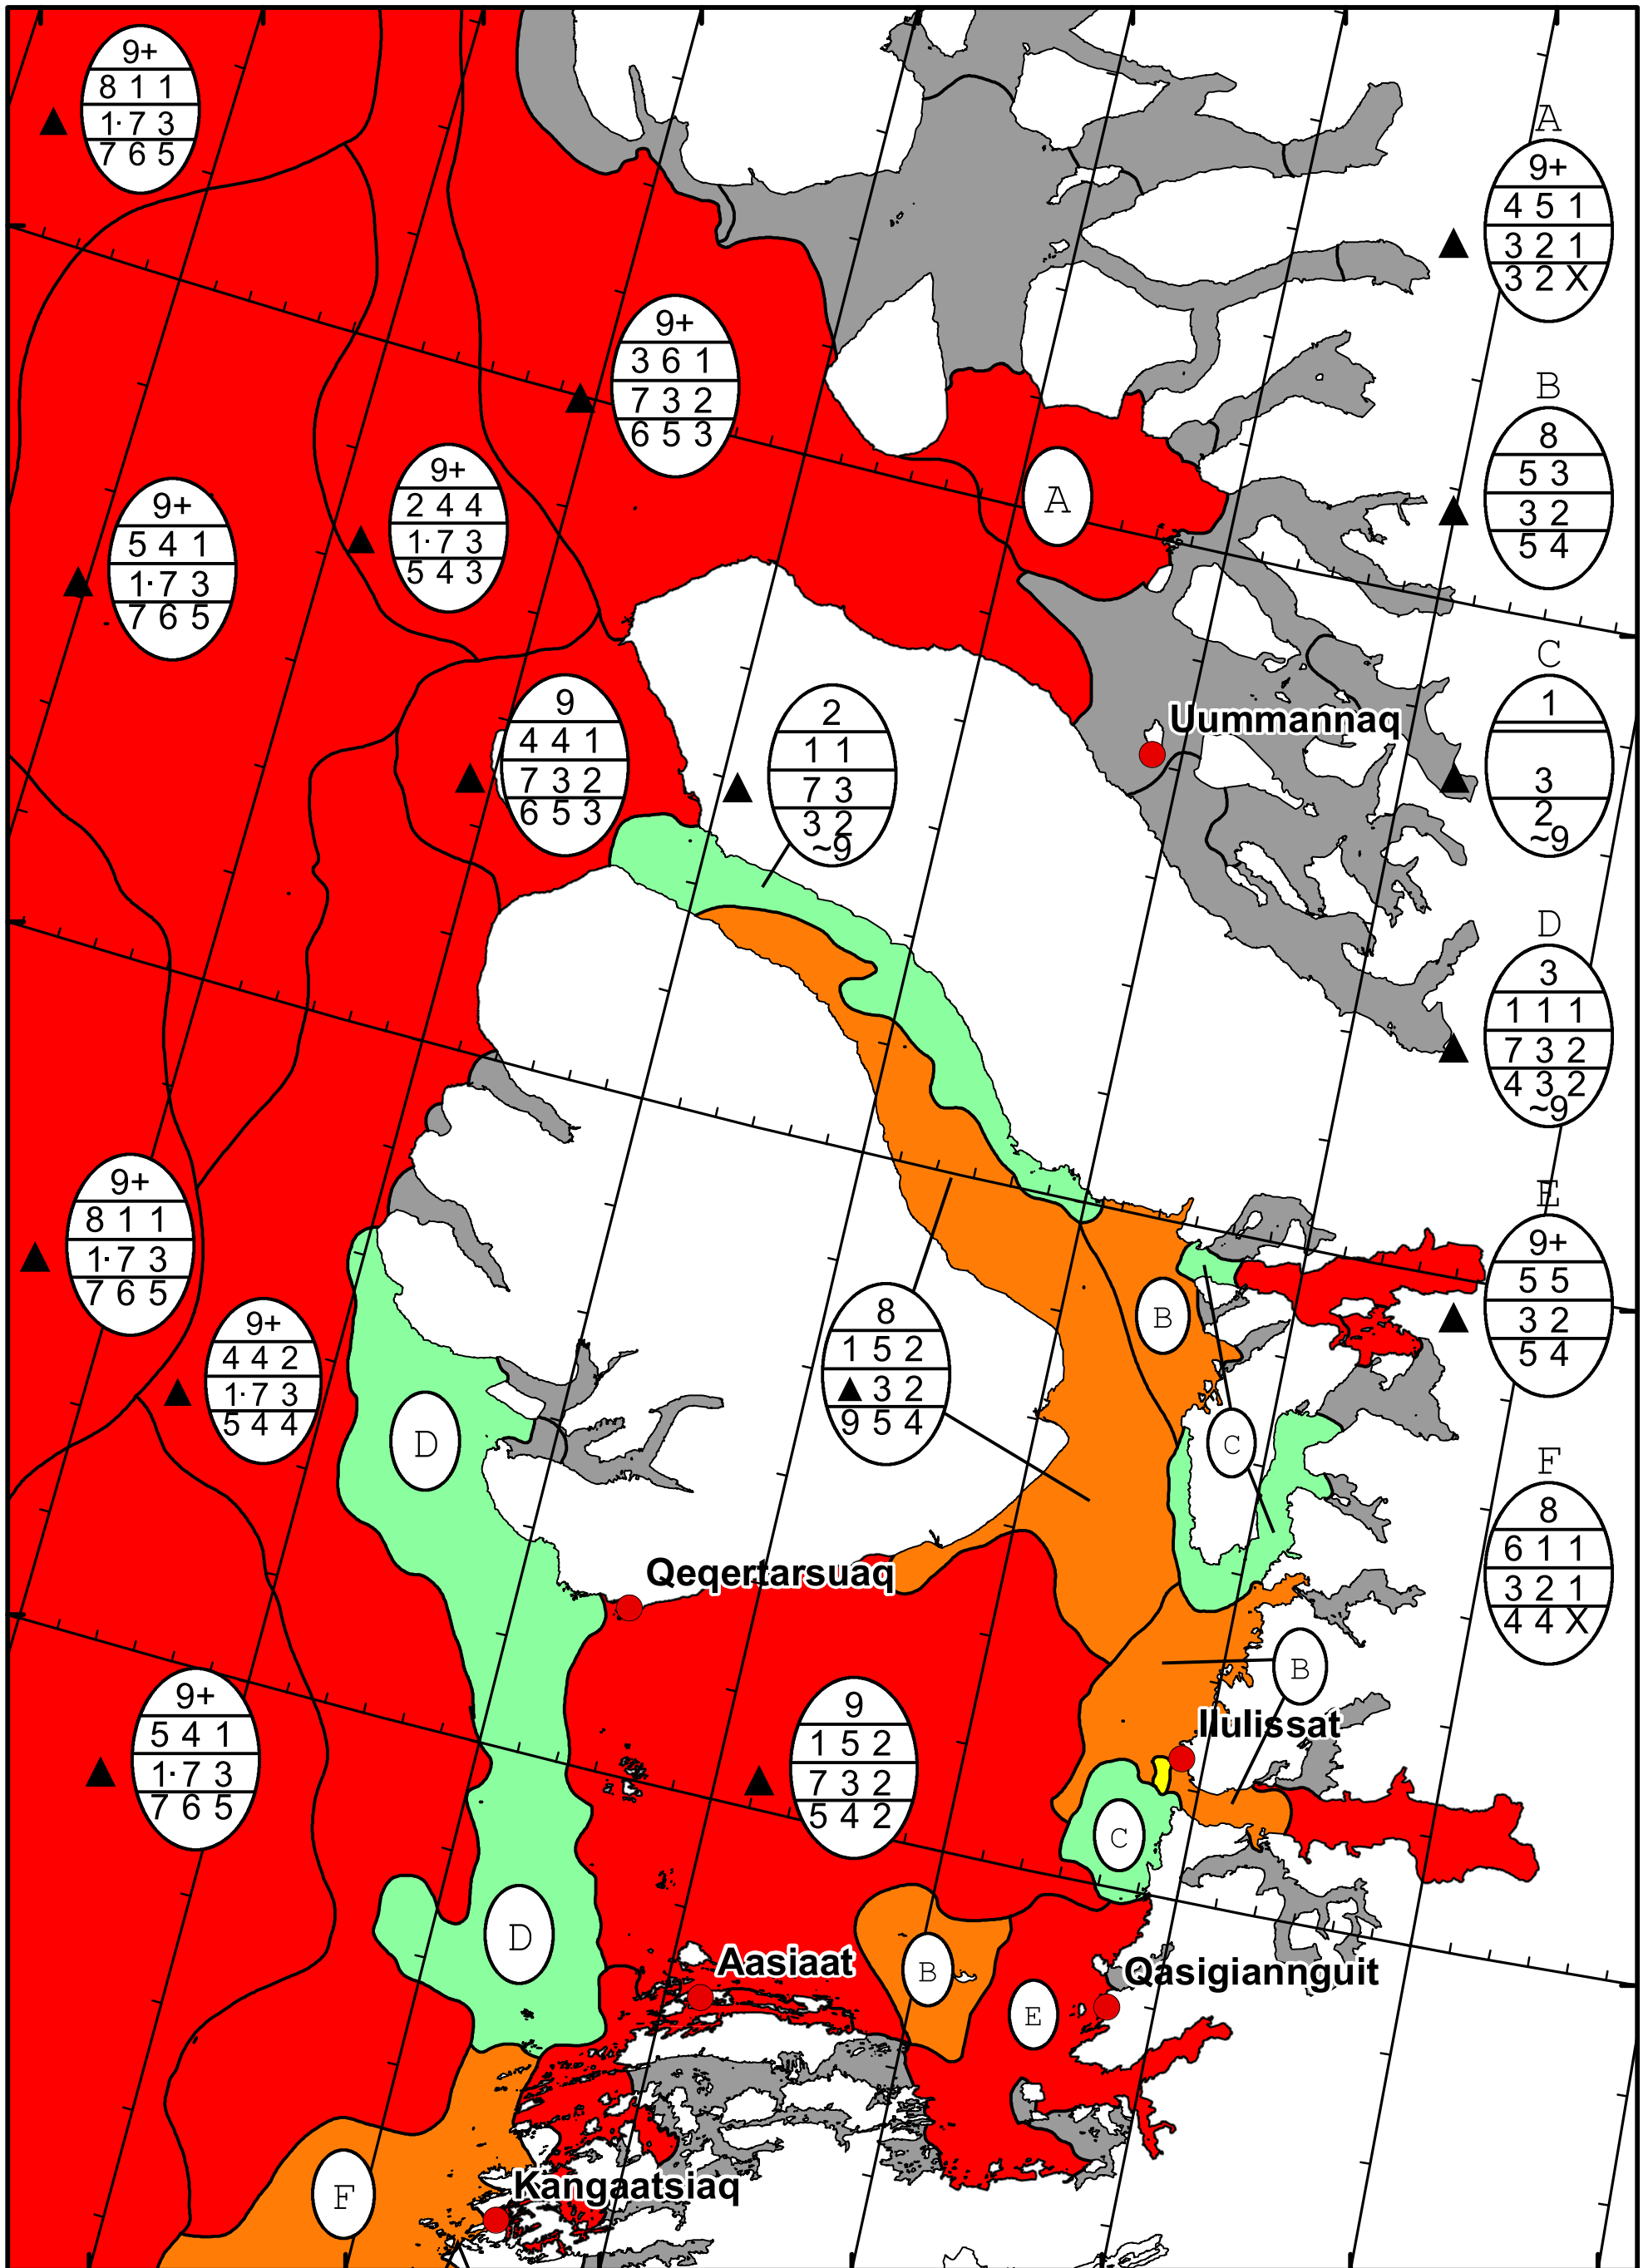 9+
8 1 1
1· 7 3
7 6 5
A
9+
4 5 1
3 2 1
3 2 X
9+
3 6 1
7 3 2
6 5 3
B
8
5 3
3 2
5 4
9+
2 4 4
1· 7 3
5 4 3
9+
5 4 1
1· 7 3
7 6 5
A
C
1
3
2
~9
9
4 4 1
7 3 2
6 5 3
2
1 1
7 3
3 2
~9
Uummannaq
D
3
1 1 1
7 3 2
4 3 2
~9
9+
8 1 1
1· 7 3
7 6 5
E
9+
5 5
3 2
5 4
9+
4 4 2
1· 7 3
5 4 4
8
1 5 2
▲ 3 2
9 5 4
B
D
C
F
8
6 1 1
3 2 1
4 4 X
Qeqertarsuaq
9+
5 4 1
1· 7 3
7 6 5
9
1 5 2
7 3 2
5 4 2
B
Ilulissat
C
D
Aasiaat
B
Qasigiannguit
E
F
Kangaatsiaq